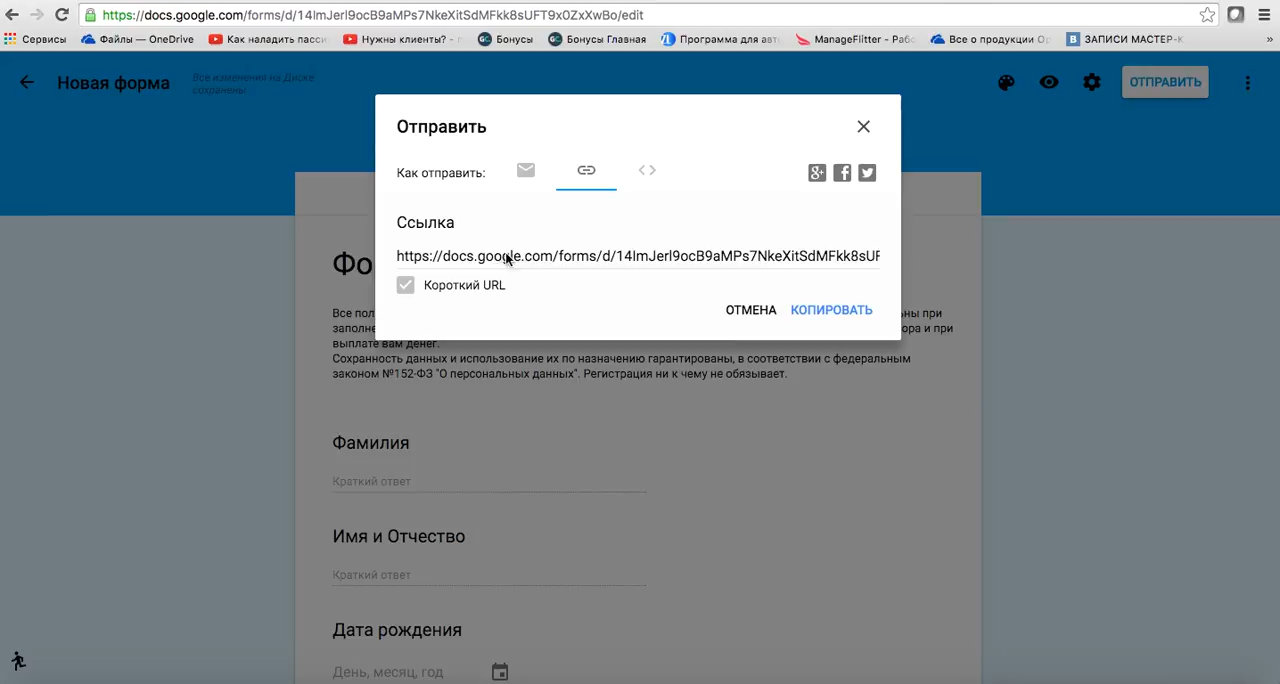 https://docs.google.com/forms/d/14ImJerl9ocB9aMPs7NkeXitSdMFkk8sUFT9x0ZxXwBo/edit
Сервисы Файлы — OneDrive Как наладить пасси Нужны клиенты? - п Бонусы Бонусы Главная Программа для авт ManageFlitter - Рабо Все о продукции Ор ЗАПИСИ МАСТЕР-К »
Новая форма
Все изменения на Диске
сохранены
ОТПРАВИТЬ
Отправить
Как отправить:
Ссылка
https://docs.google.com/forms/d/14ImJerl9ocB9aMPs7NkeXitSdMFkk8sUF
Короткий URL
ОТМЕНА КОПИРОВАТЬ
Фо
Все пол ны при
заполне ора и при
выплате вам денег.
Сохранность данных и использование их по назначению гарантированы, в соответствии с федеральным
законом №152-ФЗ "О персональных данных". Регистрация ни к чему не обязывает.
Фамилия
Краткий ответ
Имя и Отчество
Краткий ответ
Дата рождения
День, месяц, год